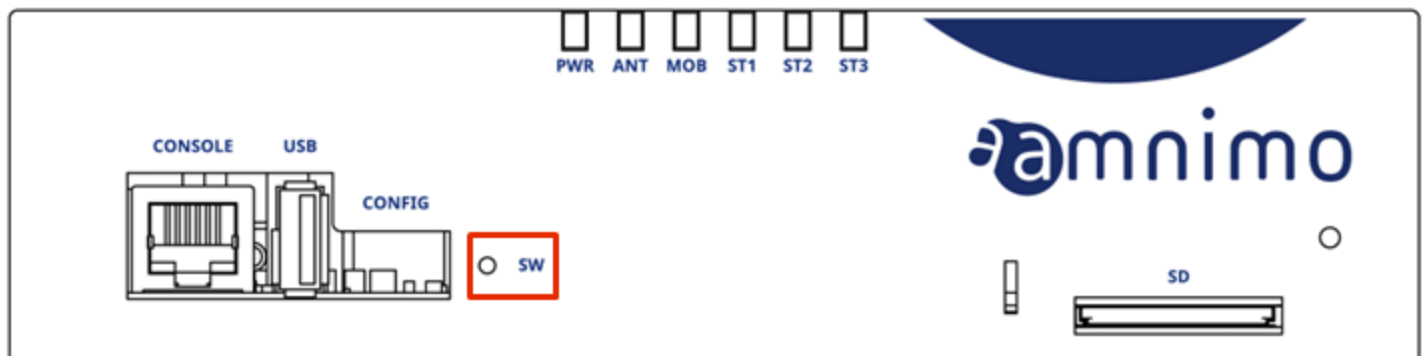 PWR ANT MOB ST1 ST2 ST3
amnimo
CONSOLE USB
CONFIG
SW
SD